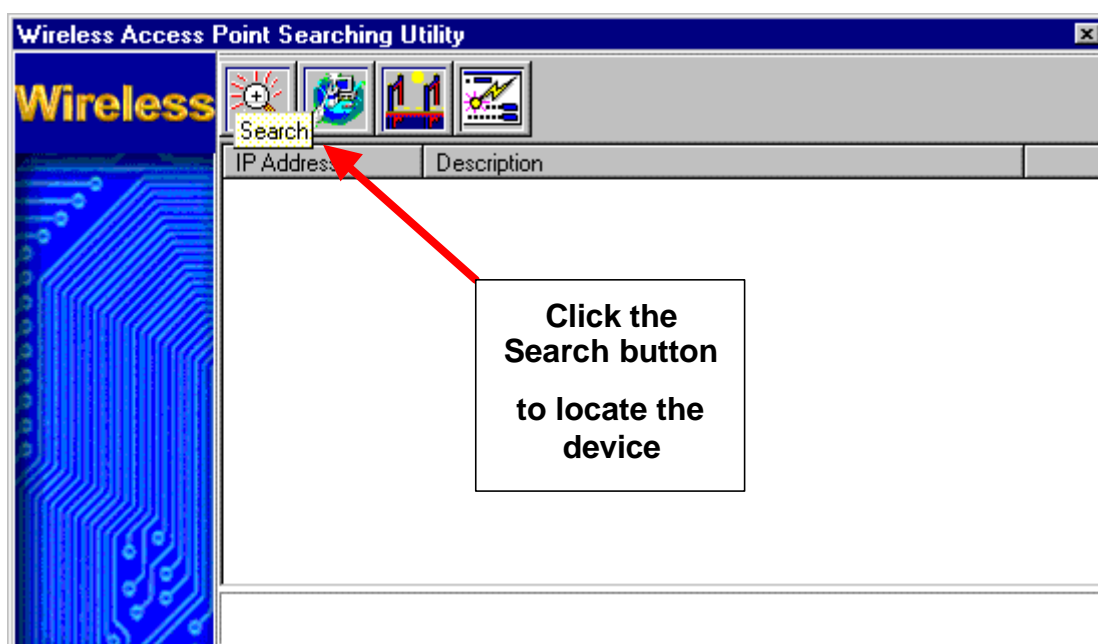 Wireless Access Point Searching Utility
Wireless
Search
IP Address
Description
Click the
Search button
to locate the
device